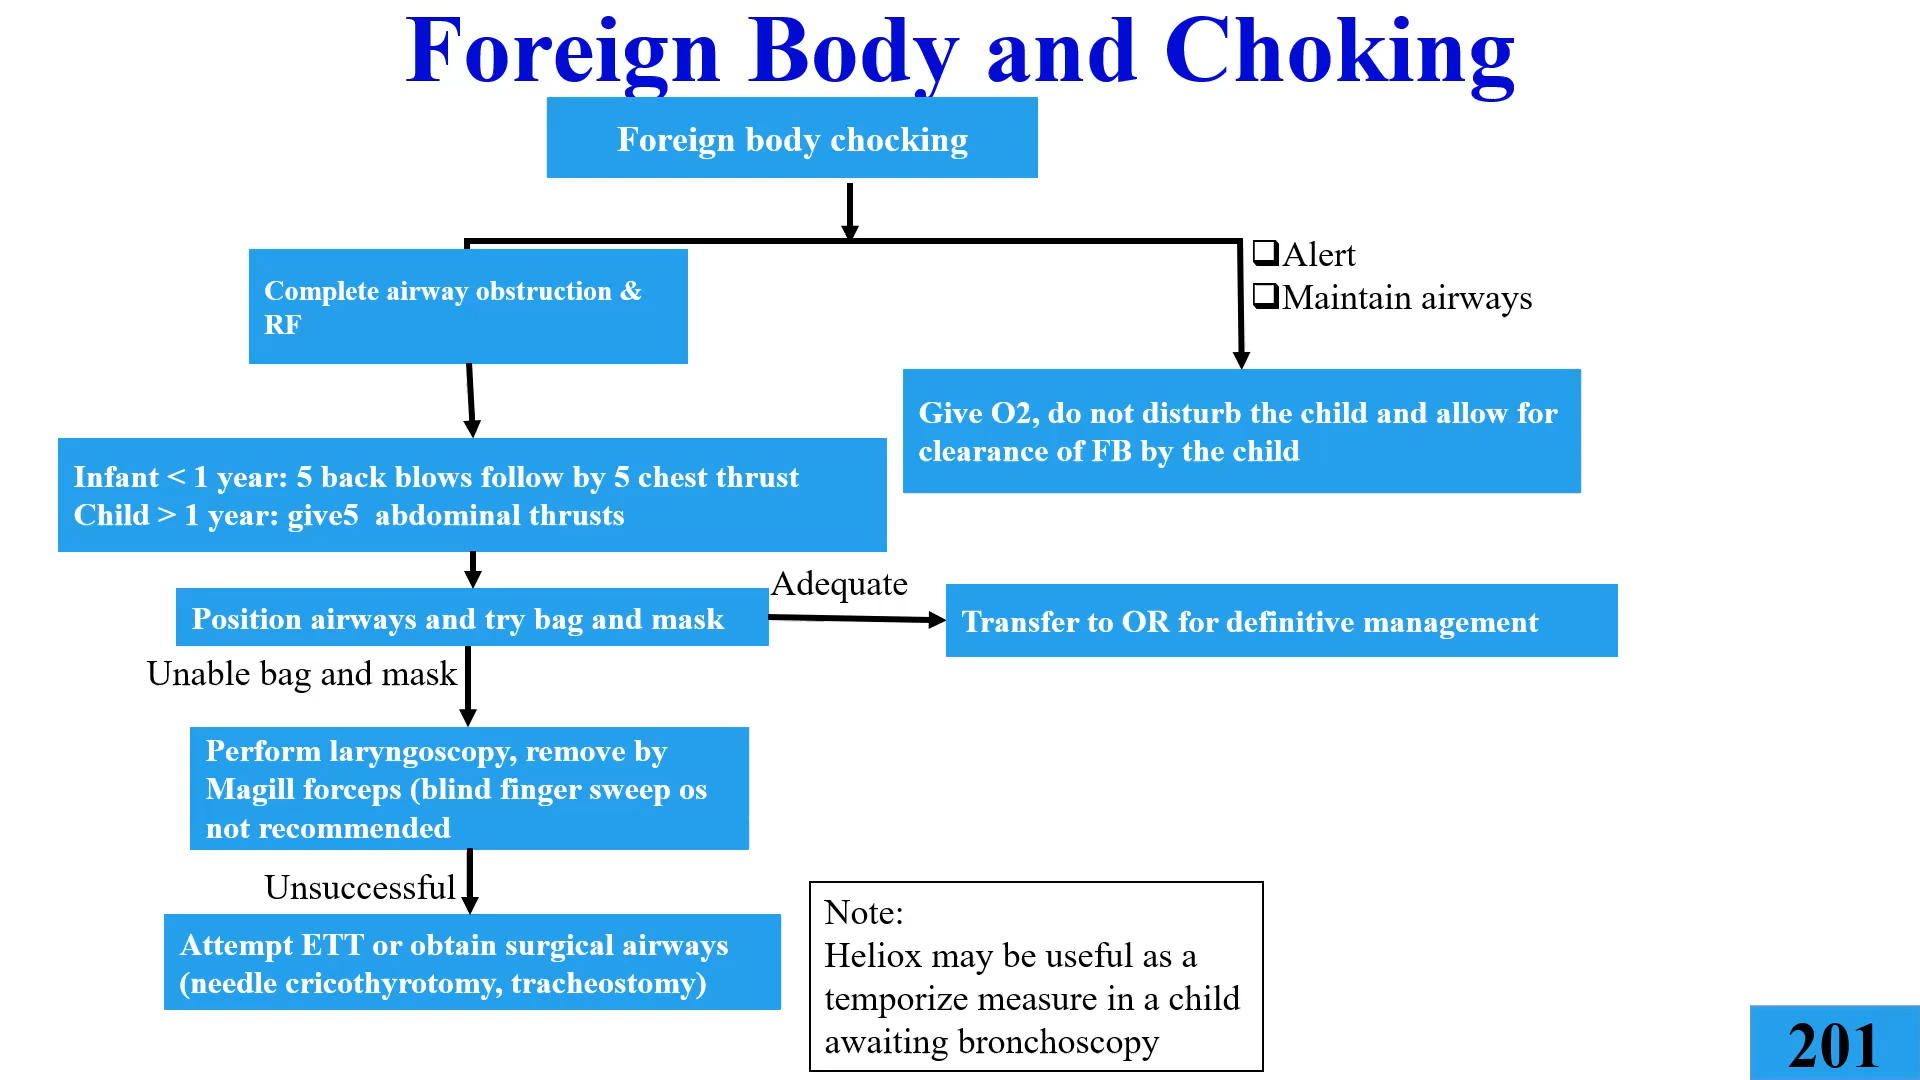 Foreign Body and Choking
Foreign body chocking
Complete airway obstruction &
RF
❑Alert
❑Maintain airways
Give O2, do not disturb the child and allow for
clearance of FB by the child
Infant < 1 year: 5 back blows follow by 5 chest thrust
Child > 1 year: give5  abdominal thrusts
Position airways and try bag and mask
Adequate
Transfer to OR for definitive management
Unable bag and mask
Perform laryngoscopy, remove by
Magill forceps (blind finger sweep os
not recommended
Unsuccessful
Attempt ETT or obtain surgical airways
(needle cricothyrotomy, tracheostomy)
Note:
Heliox may be useful as a
temporize measure in a child
awaiting bronchoscopy
201